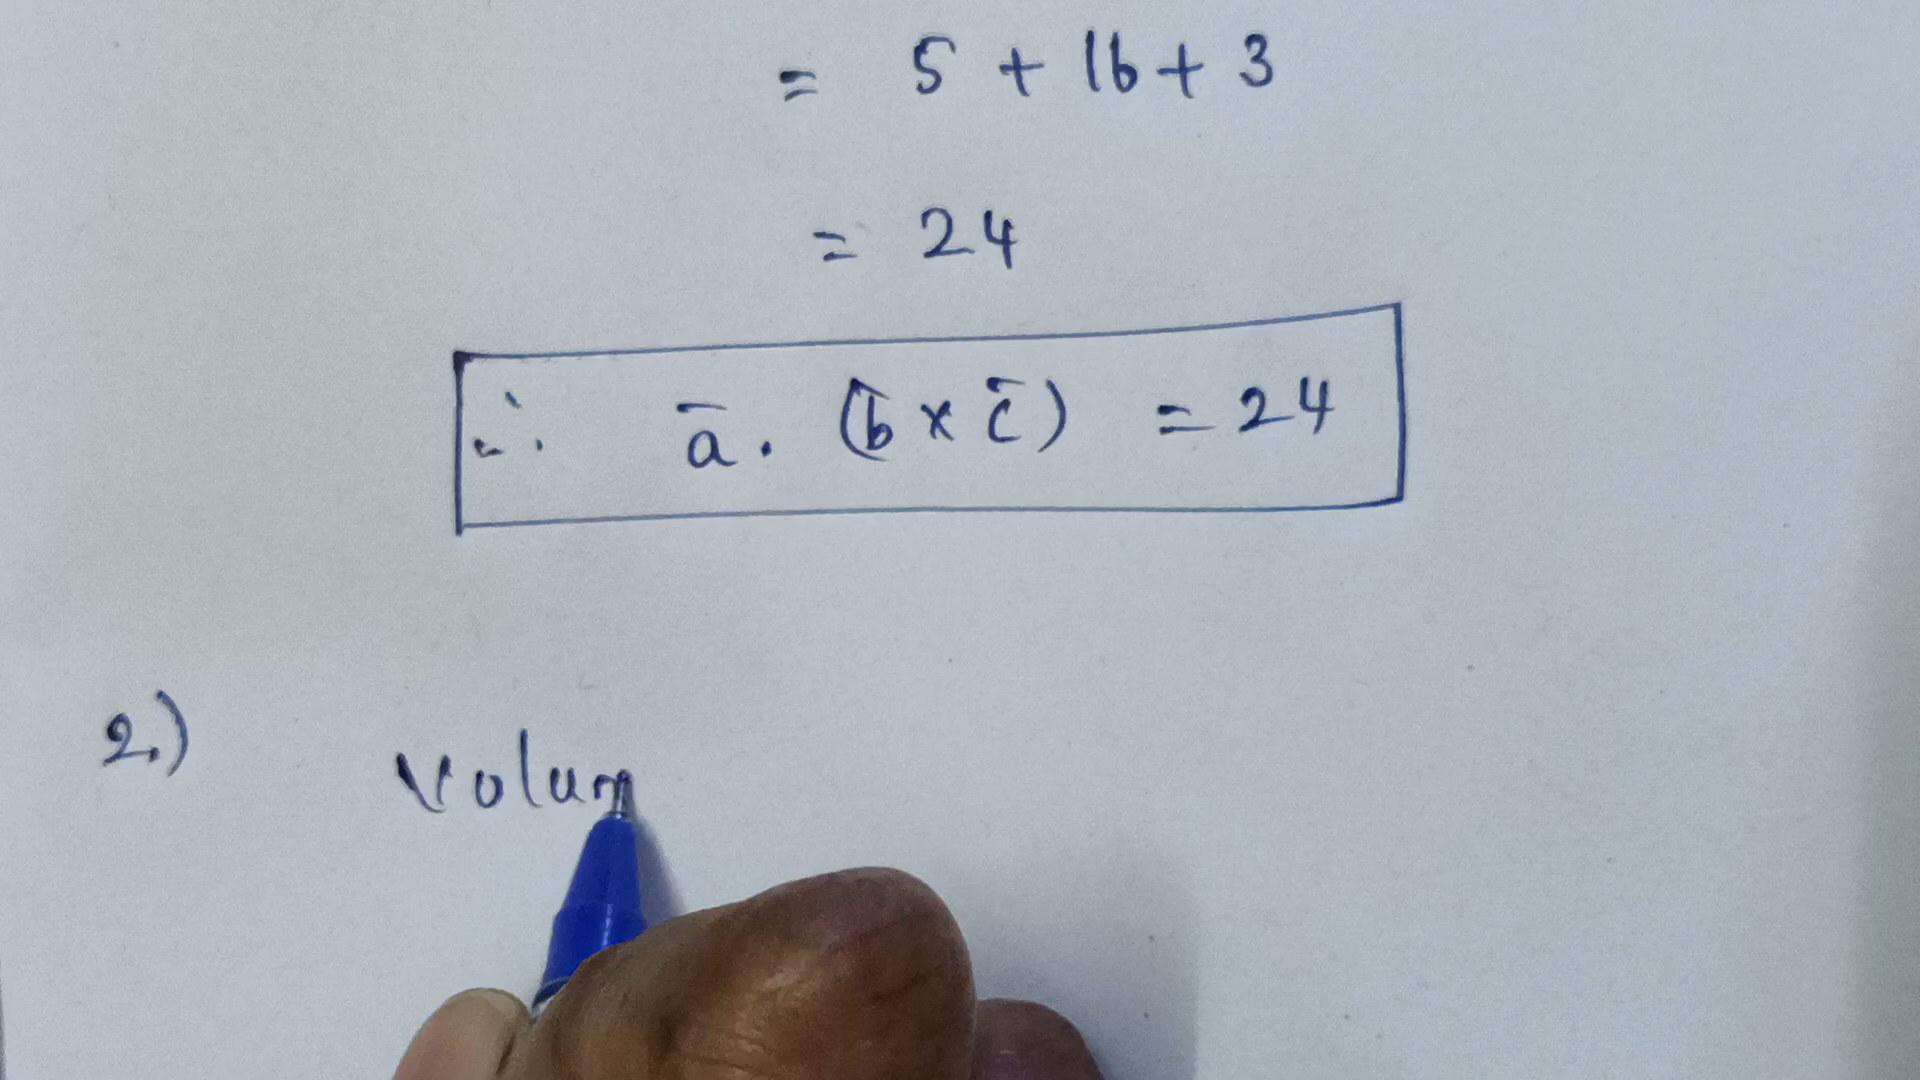 = 5 + 16 + 3
= 24
∴ a̅ . (b̅ × c̅) = 24
2.) Volum